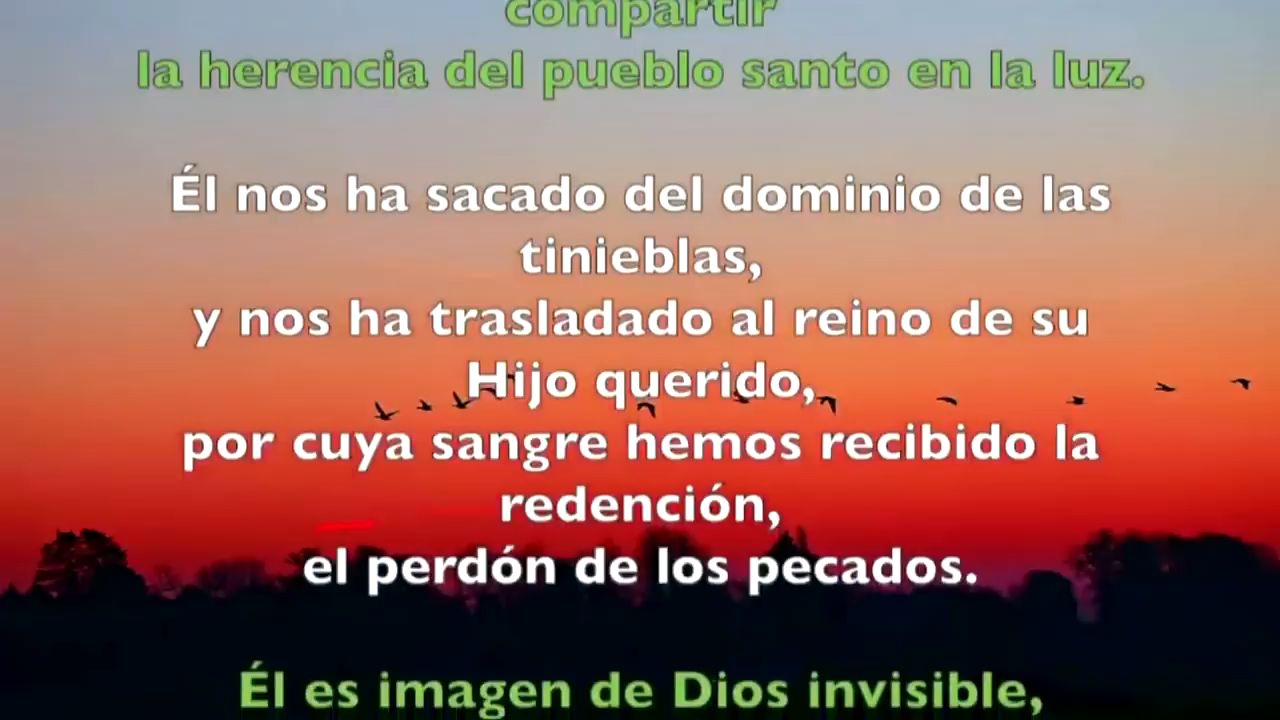 compartir
la herencia del pueblo santo en la luz.
Él nos ha sacado del dominio de las
tinieblas,
y nos ha trasladado al reino de su
Hijo querido,
por cuya sangre hemos recibido la
redención,
el perdón de los pecados.
Él es imagen de Dios invisible,